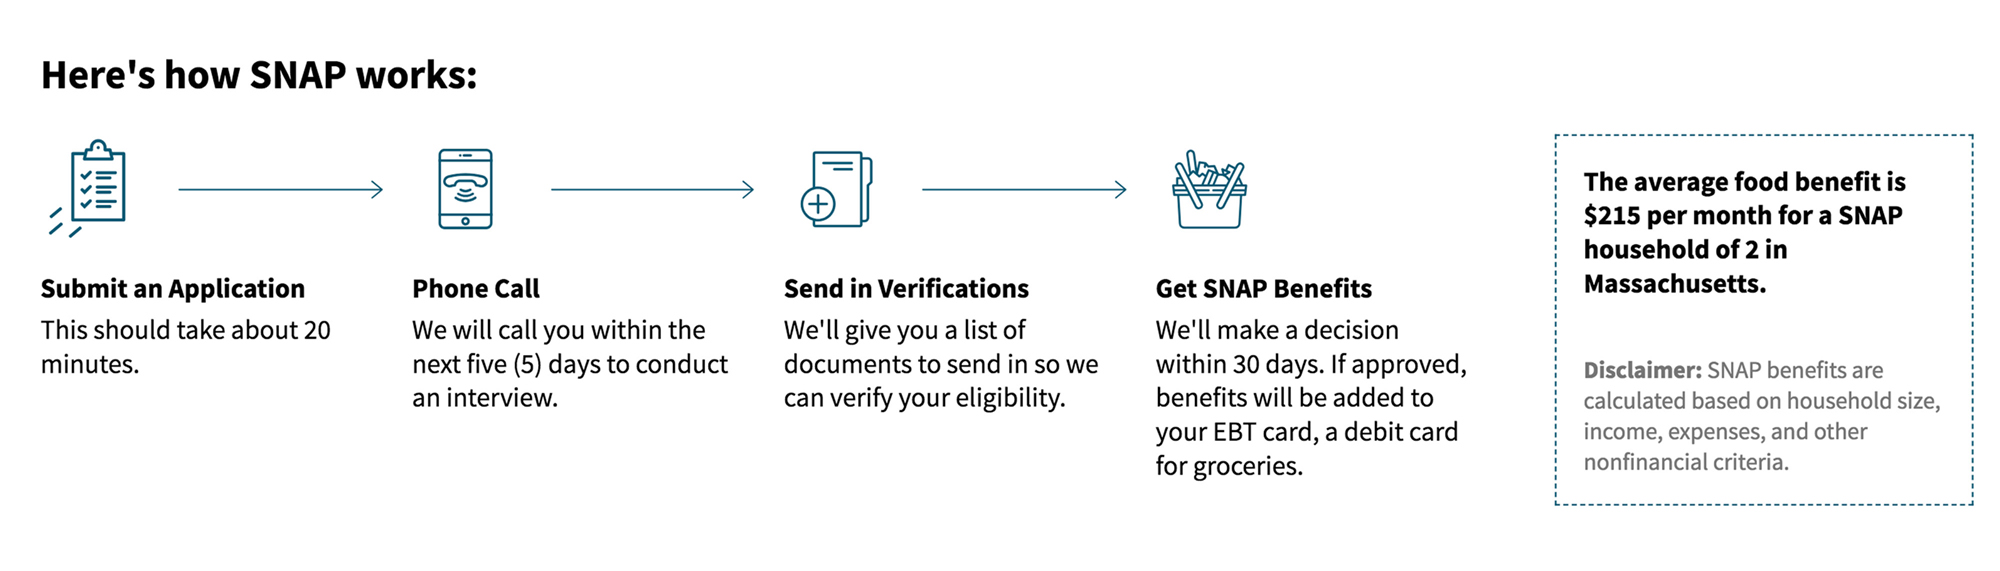 Here's how SNAP works:
Submit an Application
This should take about 20
minutes.
Phone Call
We will call you within the
next five (5) days to conduct
an interview.
Send in Verifications
We'll give you a list of
documents to send in so we
can verify your eligibility.
Get SNAP Benefits
We'll make a decision
within 30 days. If approved,
benefits will be added to
your EBT card, a debit card
for groceries.
The average food benefit is
$215 per month for a SNAP
household of 2 in
Massachusetts.
Disclaimer: SNAP benefits are
calculated based on household size,
income, expenses, and other
nonfinancial criteria.